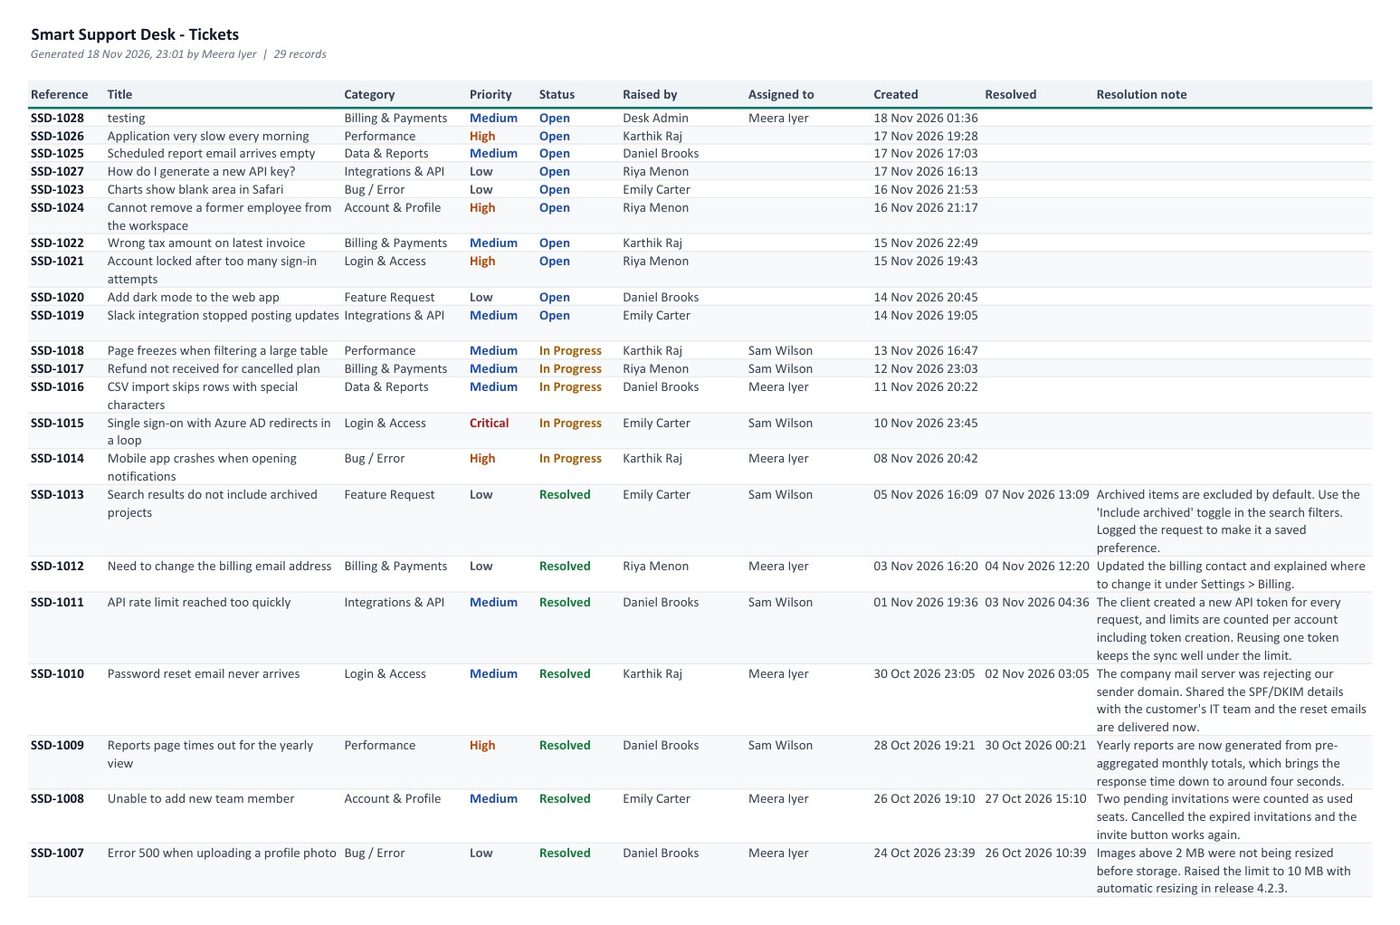 Smart Support Desk - Tickets
Generated 18 Nov 2026, 23:01 by Meera Iyer | 29 records
Reference Title Category Priority Status Raised by Assigned to Created Resolved Resolution note
SSD-1028 testing Billing & Payments Medium Open Desk Admin Meera Iyer 18 Nov 2026 01:36
SSD-1026 Application very slow every morning Performance High Open Karthik Raj 17 Nov 2026 19:28
SSD-1025 Scheduled report email arrives empty Data & Reports Medium Open Daniel Brooks 17 Nov 2026 17:03
SSD-1027 How do I generate a new API key? Integrations & API Low Open Riya Menon 17 Nov 2026 16:13
SSD-1023 Charts show blank area in Safari Bug / Error Low Open Emily Carter 16 Nov 2026 21:53
SSD-1024 Cannot remove a former employee from Account & Profile High Open Riya Menon 16 Nov 2026 21:17
the workspace
SSD-1022 Wrong tax amount on latest invoice Billing & Payments Medium Open Karthik Raj 15 Nov 2026 22:49
SSD-1021 Account locked after too many sign-in Login & Access High Open Riya Menon 15 Nov 2026 19:43
attempts
SSD-1020 Add dark mode to the web app Feature Request Low Open Daniel Brooks 14 Nov 2026 20:45
SSD-1019 Slack integration stopped posting updates Integrations & API Medium Open Emily Carter 14 Nov 2026 19:05
SSD-1018 Page freezes when filtering a large table Performance Medium In Progress Karthik Raj Sam Wilson 13 Nov 2026 16:47
SSD-1017 Refund not received for cancelled plan Billing & Payments Medium In Progress Riya Menon Sam Wilson 12 Nov 2026 23:03
SSD-1016 CSV import skips rows with special Data & Reports Medium In Progress Daniel Brooks Meera Iyer 11 Nov 2026 20:22
characters
SSD-1015 Single sign-on with Azure AD redirects in Login & Access Critical In Progress Emily Carter Sam Wilson 10 Nov 2026 23:45
a loop
SSD-1014 Mobile app crashes when opening Bug / Error High In Progress Karthik Raj Meera Iyer 08 Nov 2026 20:42
notifications
SSD-1013 Search results do not include archived Feature Request Low Resolved Emily Carter Sam Wilson 05 Nov 2026 16:09 07 Nov 2026 13:09 Archived items are excluded by default. Use the
projects 'Include archived' toggle in the search filters.
Logged the request to make it a saved
preference.
SSD-1012 Need to change the billing email address Billing & Payments Low Resolved Riya Menon Meera Iyer 03 Nov 2026 16:20 04 Nov 2026 12:20 Updated the billing contact and explained where
to change it under Settings > Billing.
SSD-1011 API rate limit reached too quickly Integrations & API Medium Resolved Daniel Brooks Sam Wilson 01 Nov 2026 19:36 03 Nov 2026 04:36 The client created a new API token for every
request, and limits are counted per account
including token creation. Reusing one token
keeps the sync well under the limit.
SSD-1010 Password reset email never arrives Login & Access Medium Resolved Karthik Raj Meera Iyer 30 Oct 2026 23:05 02 Nov 2026 03:05 The company mail server was rejecting our
sender domain. Shared the SPF/DKIM details
with the customer's IT team and the reset emails
are delivered now.
SSD-1009 Reports page times out for the yearly Performance High Resolved Daniel Brooks Sam Wilson 28 Oct 2026 19:21 30 Oct 2026 00:21 Yearly reports are now generated from pre-
view aggregated monthly totals, which brings the
response time down to around four seconds.
SSD-1008 Unable to add new team member Account & Profile Medium Resolved Emily Carter Meera Iyer 26 Oct 2026 19:10 27 Oct 2026 15:10 Two pending invitations were counted as used
seats. Cancelled the expired invitations and the
invite button works again.
SSD-1007 Error 500 when uploading a profile photo Bug / Error Low Resolved Daniel Brooks Meera Iyer 24 Oct 2026 23:39 26 Oct 2026 10:39 Images above 2 MB were not being resized
before storage. Raised the limit to 10 MB with
automatic resizing in release 4.2.3.